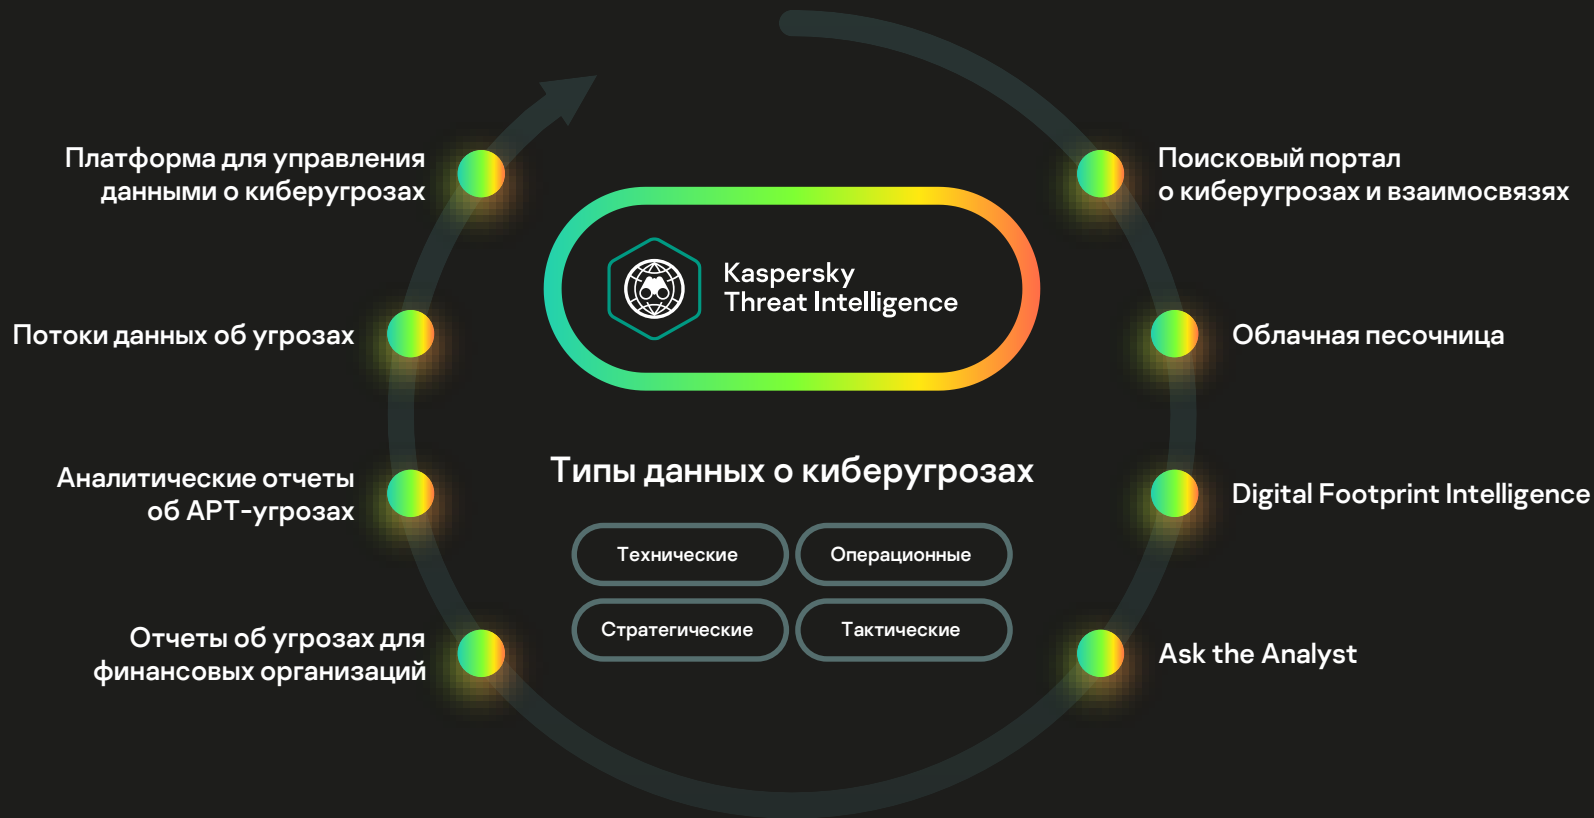 Платформа для управления
данными о киберугрозах
Потоки данных об угрозах
Аналитические отчеты
об APT-угрозах
Отчеты об угрозах для
финансовых организаций
Kaspersky
Threat Intelligence
Типы данных о киберугрозах
Технические
Операционные
Стратегические
Тактические
Поисковый портал
о киберугрозах и взаимосвязях
Облачная песочница
Digital Footprint Intelligence
Ask the Analyst